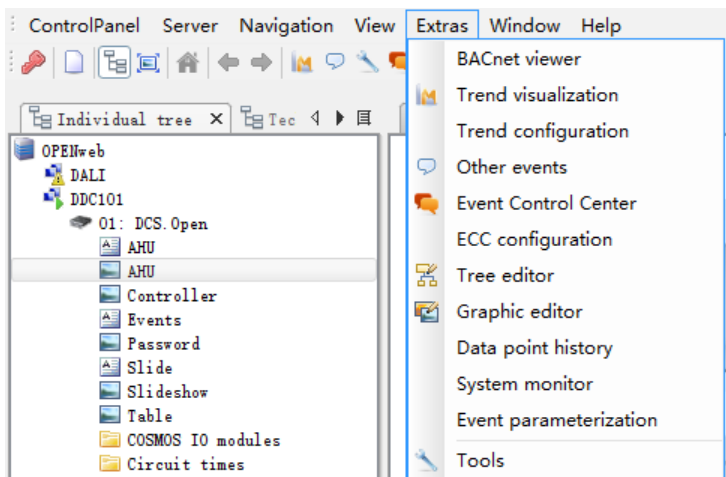 ControlPanel Server Navigation View Extras Window Help
Individual tree X Tec
OPENweb
DALI
DDC101
01: DCS.Open
AHU
AHU
Controller
Events
Password
Slide
Slideshow
Table
COSMOS IO modules
Circuit times
BACnet viewer
Trend visualization
Trend configuration
Other events
Event Control Center
ECC configuration
Tree editor
Graphic editor
Data point history
System monitor
Event parameterization
Tools